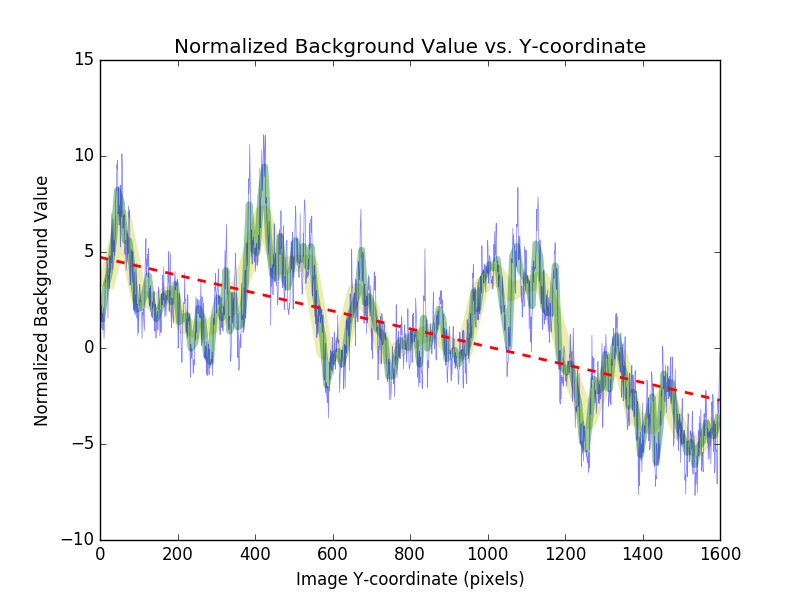 Normalized Background Value vs. Y-coordinate
15
10
5
0
−5
−10
Normalized Background Value
0 200 400 600 800 1000 1200 1400 1600
Image Y-coordinate (pixels)